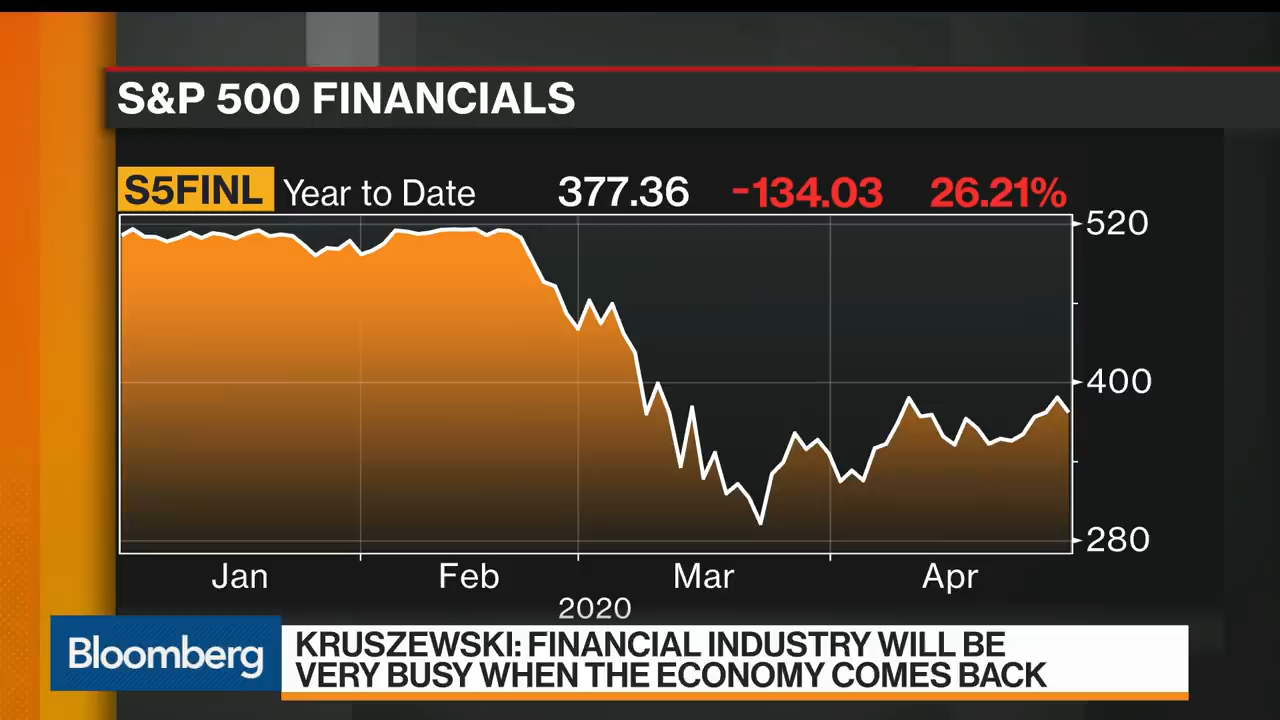 S&P 500 FINANCIALS
S5FINL Year to Date 377.36 -134.03 26.21%
520
400
280
Jan Feb Mar Apr
2020
Bloomberg
KRUSZEWSKI: FINANCIAL INDUSTRY WILL BE
VERY BUSY WHEN THE ECONOMY COMES BACK